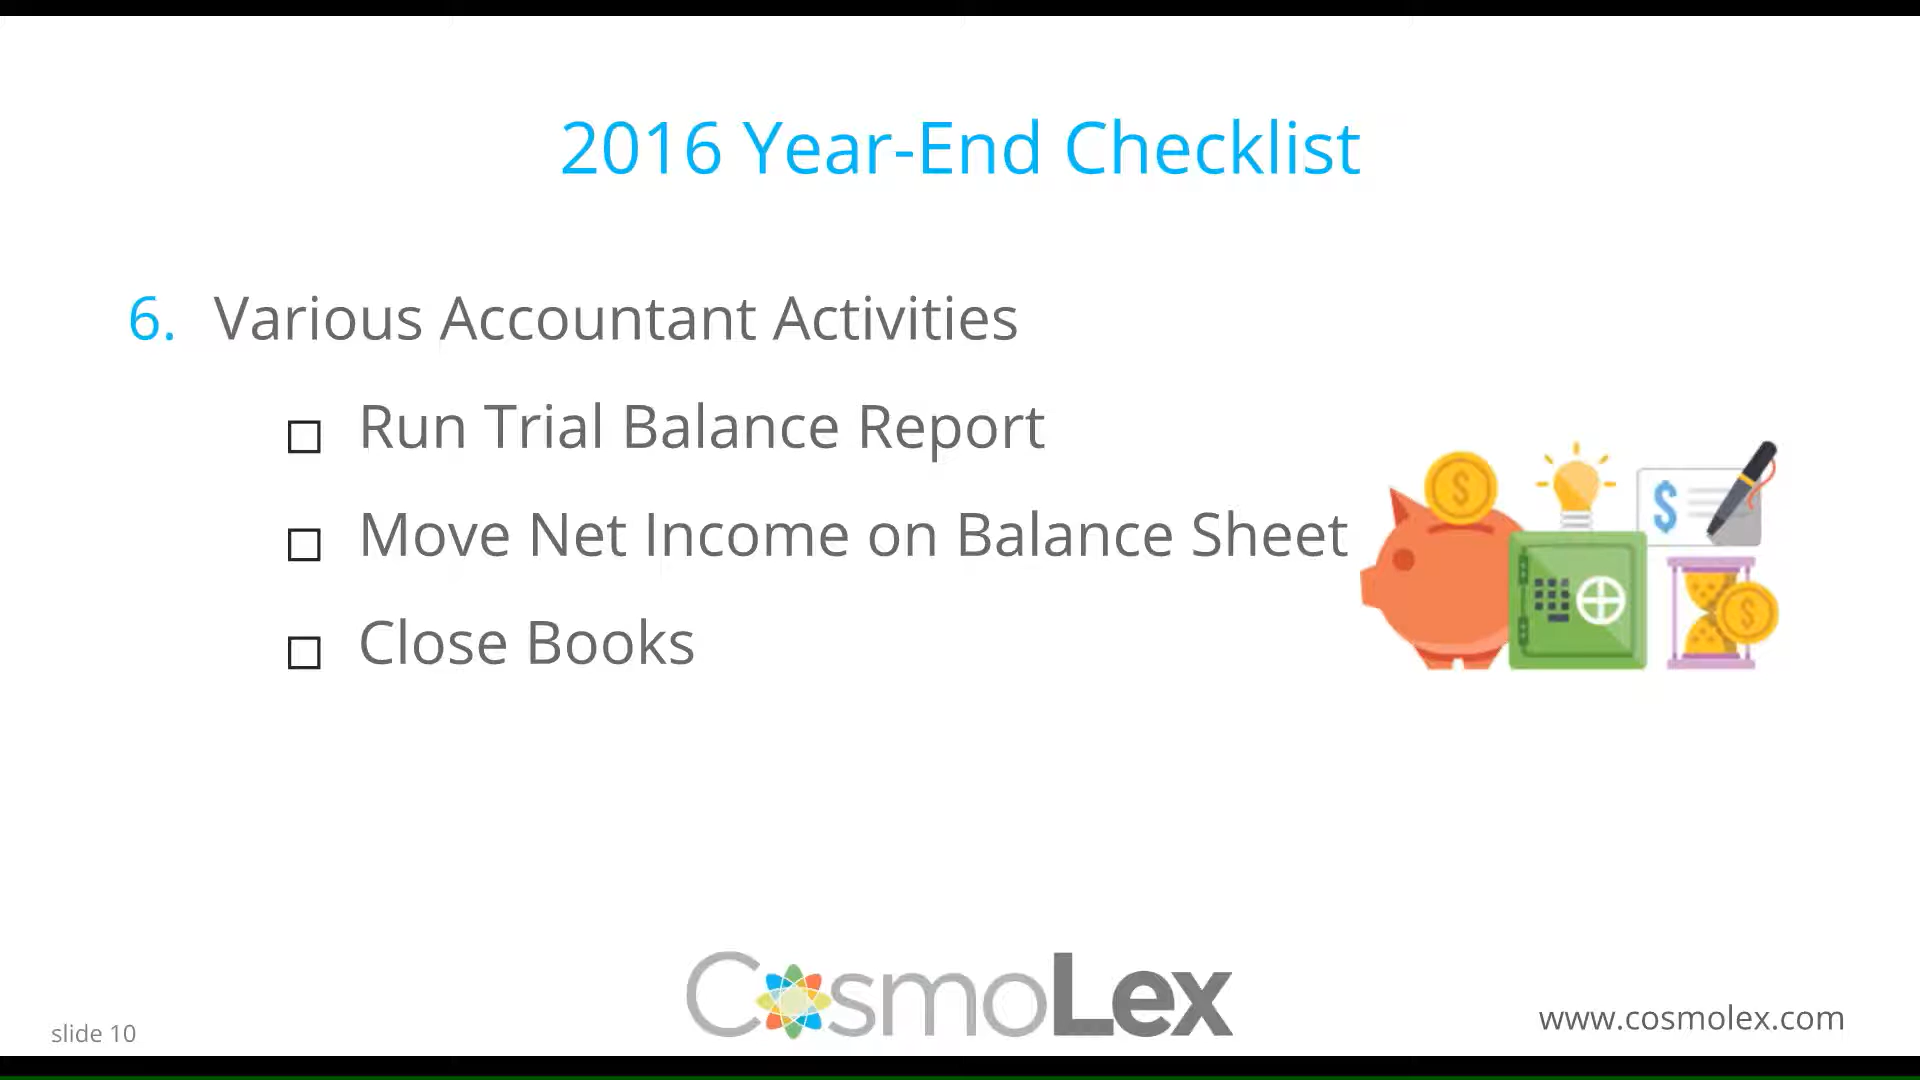 2016 Year-End Checklist
6. Various Accountant Activities
Run Trial Balance Report
Move Net Income on Balance Sheet
Close Books
$
$
$
CosmoLex
slide 10
www.cosmolex.com